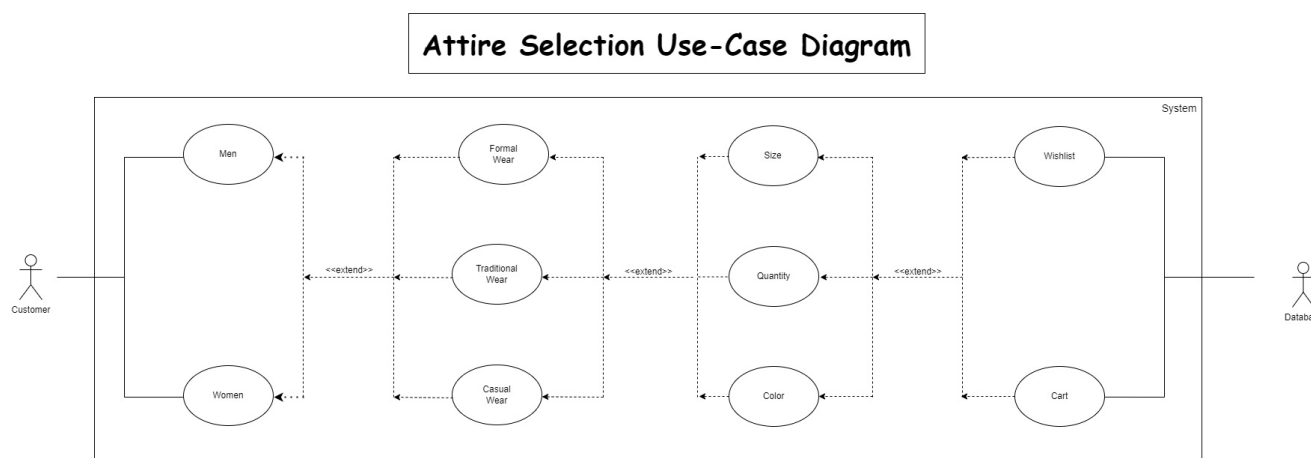 Attire Selection Use-Case Diagram
System
Men
Formal
Wear
Size
Wishlist
Customer
<<extend>>
Traditional
Wear
<<extend>>
Quantity
<<extend>>
Databa
Women
Casual
Wear
Color
Cart